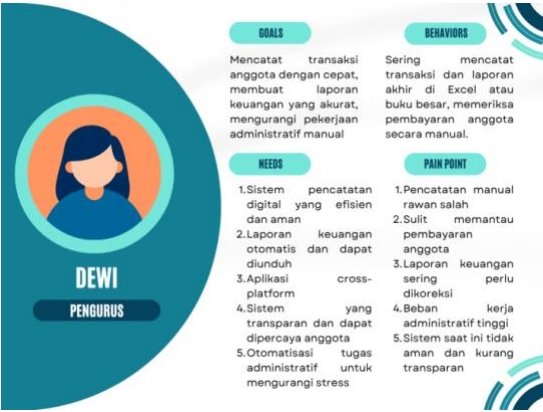 GOALS
Mencatat transaksi
anggota dengan cepat,
membuat laporan
keuangan yang akurat,
mengurangi pekerjaan
administratif manual
BEHAVIORS
Sering mencatat
transaksi dan laporan
akhir di Excel atau
buku besar, memeriksa
pembayaran anggota
secara manual.
NEEDS
1.Sistem pencatatan
digital yang efisien
dan aman
2.Laporan keuangan
otomatis dan dapat
diunduh
3.Aplikasi cross-
platform
4.Sistem yang
transparan dan dapat
dipercaya anggota
5.Otomatisasi tugas
administratif untuk
mengurangi stress
PAIN POINT
1.Pencatatan manual
rawan salah
2.Sulit memantau
pembayaran
anggota
3.Laporan keuangan
sering perlu
dikoreksi
4.Beban kerja
administratif tinggi
5.Sistem saat ini tidak
aman dan kurang
transparan
DEWI
PENGURUS